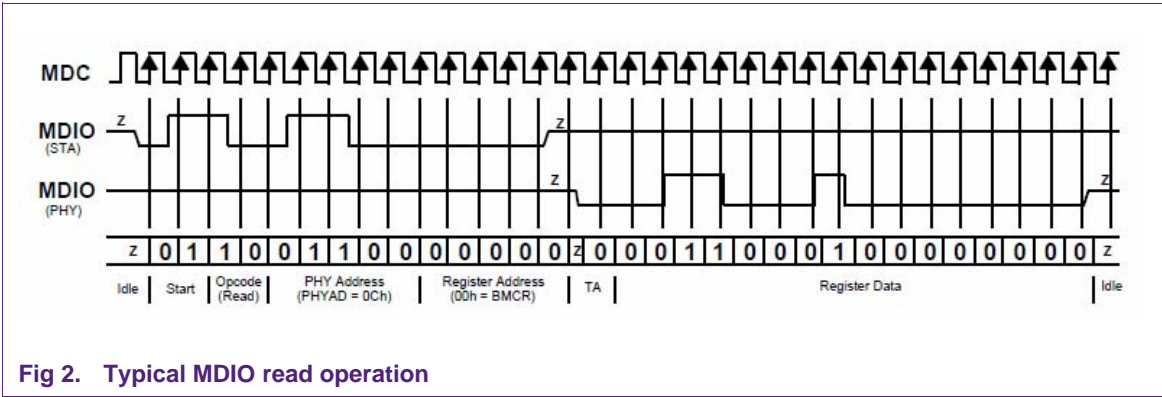 MDC
z
MDIO
(STA)
z
MDIO
(PHY)
z
z
z 0 1 1 0 0 1 1 0 0 0 0 0 0 0 z 0 0 0 1 1 0 0 0 1 0 0 0 0 0 0 0 0 z
Idle Start Opcode PHY Address Register Address TA Register Data Idle
(Read) (PHYAD = 0Ch) (00h = BMCR)
Fig 2. Typical MDIO read operation